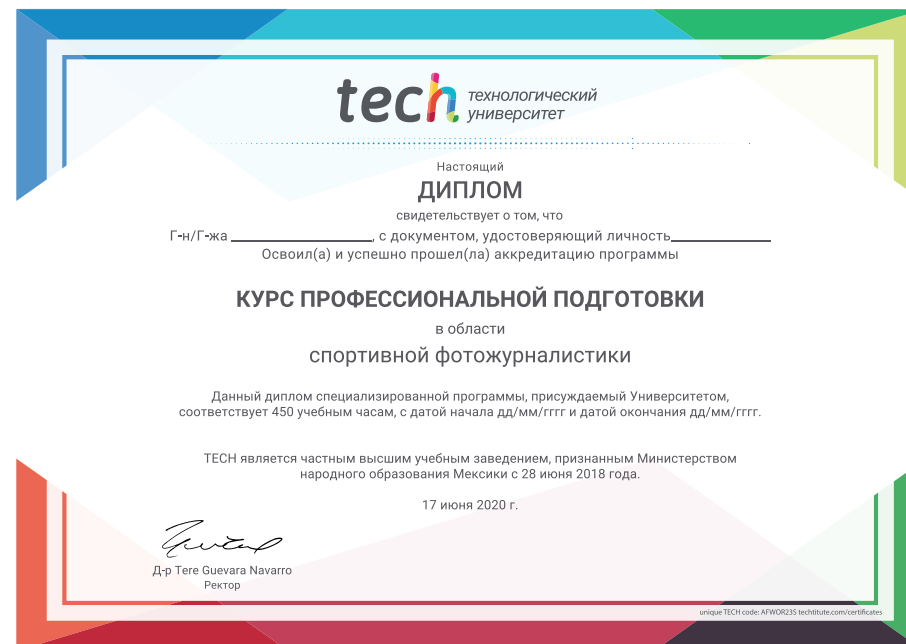 tech технологический
университет
Настоящий
ДИПЛОМ
свидетельствует о том, что
Г-н/Г-жа ____________________, с документом, удостоверяющий личность______________
Освоил(а) и успешно прошел(ла) аккредитацию программы
КУРС ПРОФЕССИОНАЛЬНОЙ ПОДГОТОВКИ
в области
спортивной фотожурналистики
Данный диплом специализированной программы, присуждаемый Университетом,
соответствует 450 учебным часам, с датой начала дд/мм/гггг и датой окончания дд/мм/гггг.
TECH является частным высшим учебным заведением, признанным Министерством
народного образования Мексики с 28 июня 2018 года.
17 июня 2020 г.
Д-р Tere Guevara Navarro
Ректор
unique TECH code: AFWOR23S techtitute.com/certificates